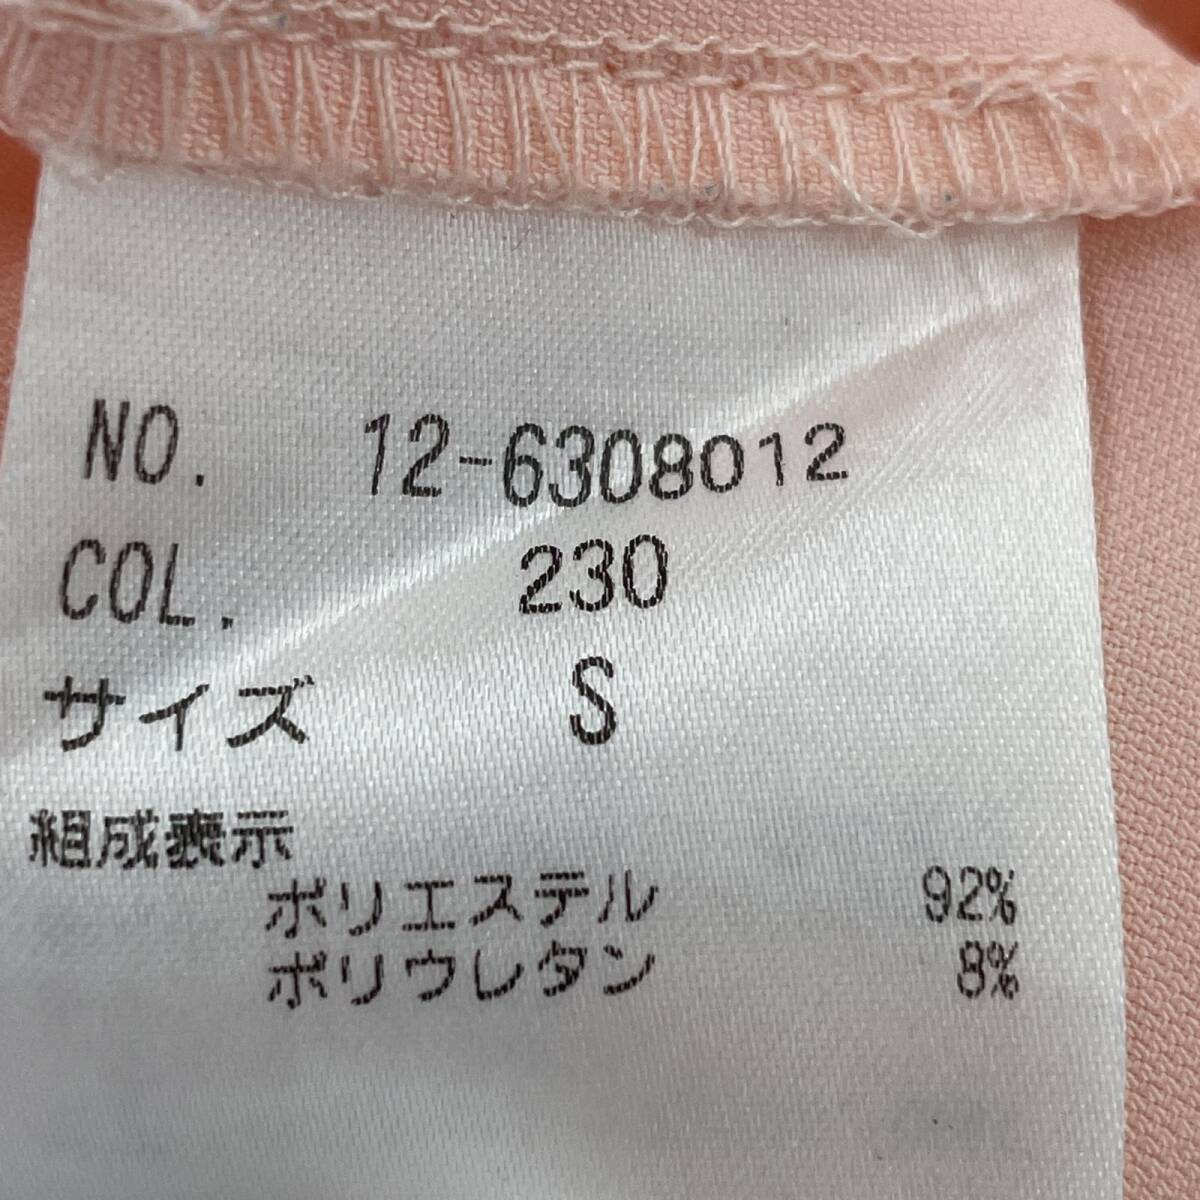 NO. 12-6308012
COL. 230
サイズ S
組成表示
ポリエステル 92%
ポリウレタン 8%